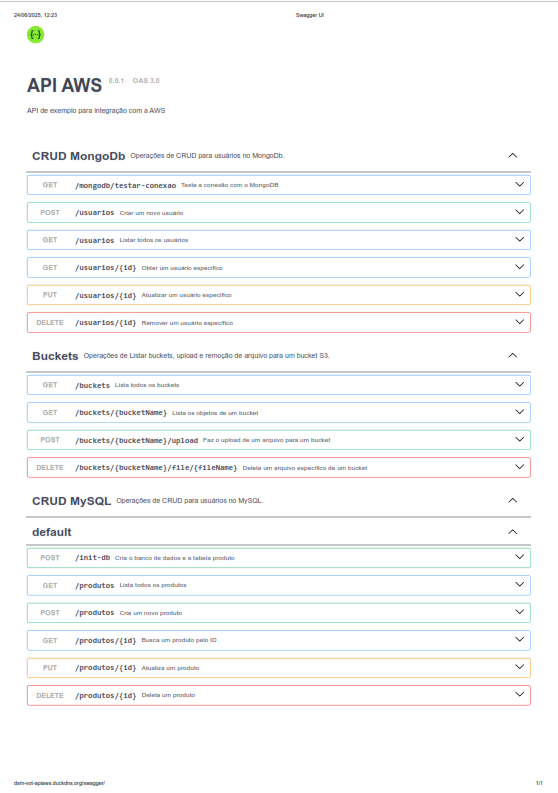 24/06/2025, 12:23 Swagger UI
{···}
API AWS 0.0.1 OAS 3.0
API de exemplo para integração com a AWS
CRUD MongoDb Operações de CRUD para usuários no MongoDb.
GET /mongodb/testar-conexao Testa a conexão com o MongoDB
POST /usuarios Criar um novo usuário
GET /usuarios Listar todos os usuários
GET /usuarios/{id} Obter um usuário específico
PUT /usuarios/{id} Atualizar um usuário específico
DELETE /usuarios/{id} Remover um usuário específico
Buckets Operações de Listar buckets, upload e remoção de arquivo para um bucket S3.
GET /buckets Lista todos os buckets
GET /buckets/{bucketName} Lista os objetos de um bucket
POST /buckets/{bucketName}/upload Faz o upload de um arquivo para um bucket
DELETE /buckets/{bucketName}/file/{fileName} Deleta um arquivo específico de um bucket
CRUD MySQL Operações de CRUD para usuários no MySQL.
default
POST /init-db Cria o banco de dados e a tabela produto
GET /produtos Lista todos os produtos
POST /produtos Cria um novo produto
GET /produtos/{id} Busca um produto pelo ID
PUT /produtos/{id} Atualiza um produto
DELETE /produtos/{id} Deleta um produto
dsm-vot-apiaws.duckdns.org/swagger/ 1/1